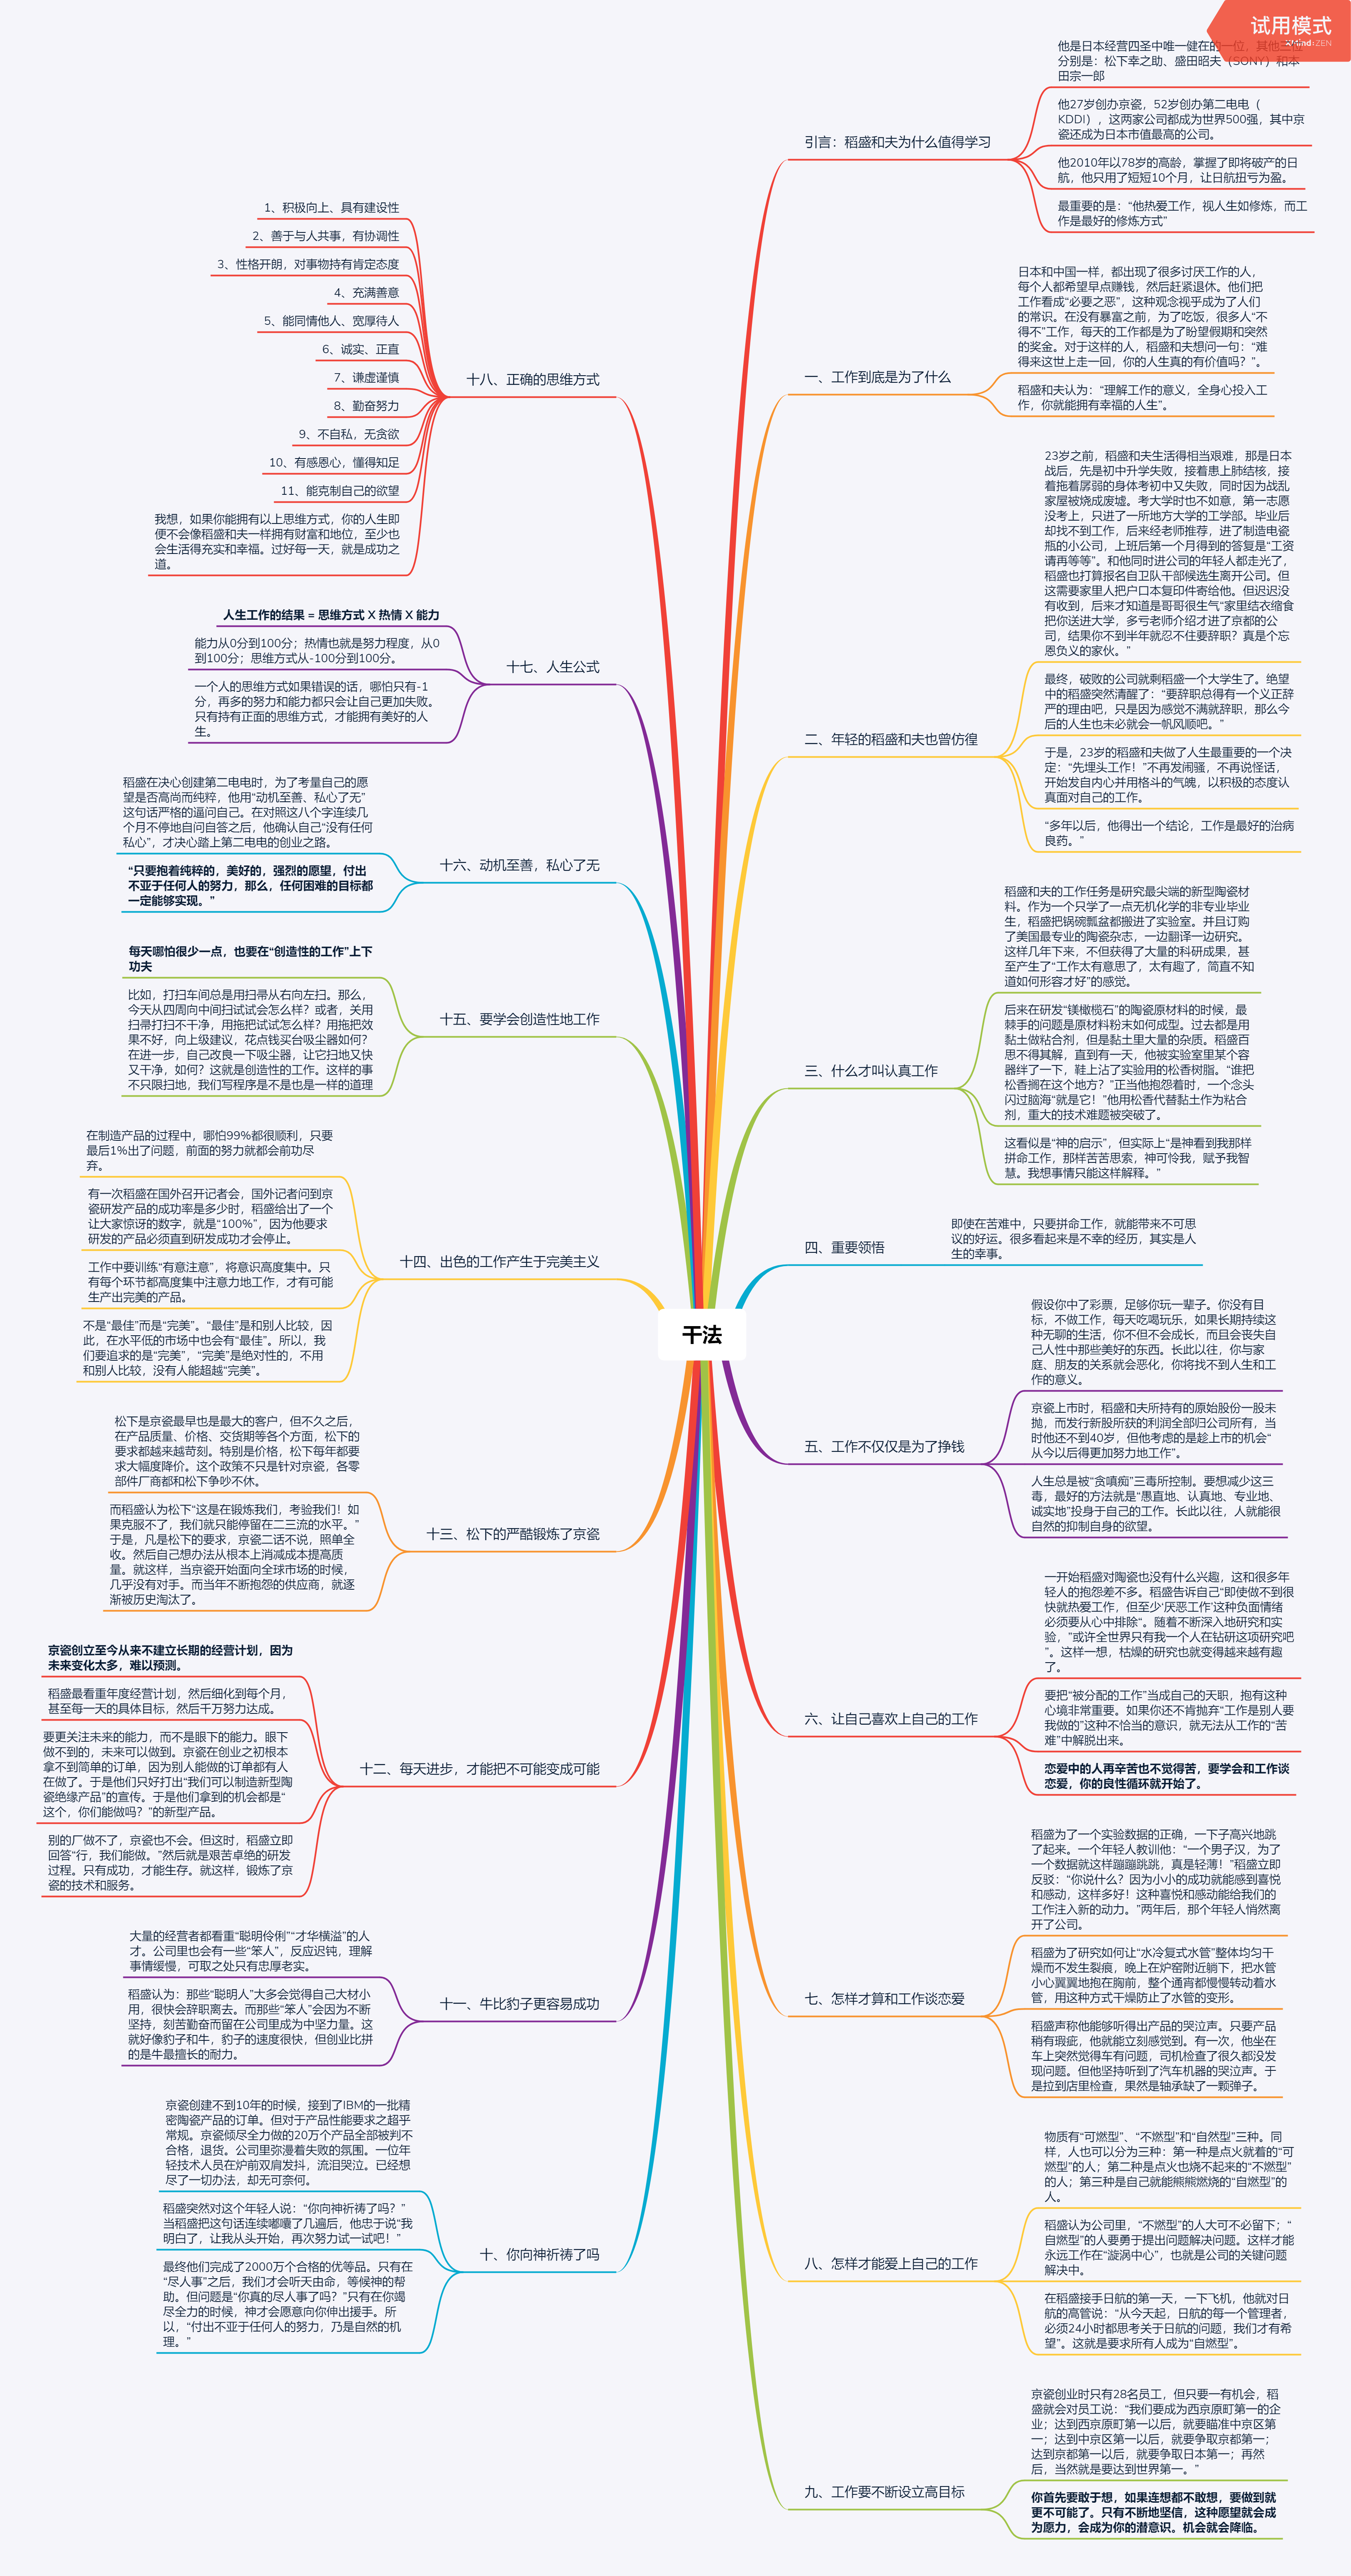 试用模式
XMind:ZEN
干法
引言：稻盛和夫为什么值得学习
他是日本经营四圣中唯一健在的一位，其他三位
分别是：松下幸之助、盛田昭夫（SONY）和本
田宗一郎
他27岁创办京瓷，52岁创办第二电电（
KDDI），这两家公司都成为世界500强，其中京
瓷还成为日本市值最高的公司。
他2010年以78岁的高龄，掌握了即将破产的日
航，他只用了短短10个月，让日航扭亏为盈。
最重要的是：“他热爱工作，视人生如修炼，而工
作是最好的修炼方式”
一、工作到底是为了什么
日本和中国一样，都出现了很多讨厌工作的人，
每个人都希望早点赚钱，然后赶紧退休。他们把
工作看成“必要之恶”，这种观念视乎成为了人们
的常识。在没有暴富之前，为了吃饭，很多人“不
得不”工作，每天的工作都是为了盼望假期和突然
的奖金。对于这样的人，稻盛和夫想问一句：“难
得来这世上走一回，你的人生真的有价值吗？”。
稻盛和夫认为：“理解工作的意义，全身心投入工
作，你就能拥有幸福的人生”。
二、年轻的稻盛和夫也曾仿徨
23岁之前，稻盛和夫生活得相当艰难，那是日本
战后，先是初中升学失败，接着患上肺结核，接
着拖着孱弱的身体考初中又失败，同时因为战乱
家屋被烧成废墟。考大学时也不如意，第一志愿
没考上，只进了一所地方大学的工学部。毕业后
却找不到工作，后来经老师推荐，进了制造电瓷
瓶的小公司，上班后第一个月得到的答复是“工资
请再等等”。和他同时进公司的年轻人都走光了，
稻盛也打算报名自卫队干部候选生离开公司。但
这需要家里人把户口本复印件寄给他。但迟迟没
有收到，后来才知道是哥哥很生气“家里结衣缩食
把你送进大学，多亏老师介绍才进了京都的公
司，结果你不到半年就忍不住要辞职？真是个忘
恩负义的家伙。”
最终，破败的公司就剩稻盛一个大学生了。绝望
中的稻盛突然清醒了：“要辞职总得有一个义正辞
严的理由吧，只是因为感觉不满就辞职，那么今
后的人生也未必就会一帆风顺吧。”
于是，23岁的稻盛和夫做了人生最重要的一个决
定：“先埋头工作！”不再发闹骚，不再说怪话，
开始发自内心并用格斗的气魄，以积极的态度认
真面对自己的工作。
“多年以后，他得出一个结论，工作是最好的治病
良药。”
三、什么才叫认真工作
稻盛和夫的工作任务是研究最尖端的新型陶瓷材
料。作为一个只学了一点无机化学的非专业毕业
生，稻盛把锅碗瓢盆都搬进了实验室。并且订购
了美国最专业的陶瓷杂志，一边翻译一边研究。
这样几年下来，不但获得了大量的科研成果，甚
至产生了“工作太有意思了，太有趣了，简直不知
道如何形容才好”的感觉。
后来在研发“镁橄榄石”的陶瓷原材料的时候，最
棘手的问题是原材料粉末如何成型。过去都是用
黏土做粘合剂，但是黏土里大量的杂质。稻盛百
思不得其解，直到有一天，他被实验室里某个容
器绊了一下，鞋上沾了实验用的松香树脂。“谁把
松香搁在这个地方？”正当他抱怨着时，一个念头
闪过脑海“就是它！”他用松香代替黏土作为粘合
剂，重大的技术难题被突破了。
这看似是“神的启示”，但实际上“是神看到我那样
拼命工作，那样苦苦思索，神可怜我，赋予我智
慧。我想事情只能这样解释。”
四、重要领悟
即使在苦难中，只要拼命工作，就能带来不可思
议的好运。很多看起来是不幸的经历，其实是人
生的幸事。
五、工作不仅仅是为了挣钱
假设你中了彩票，足够你玩一辈子。你没有目
标，不做工作，每天吃喝玩乐，如果长期持续这
种无聊的生活，你不但不会成长，而且会丧失自
己人性中那些美好的东西。长此以往，你与家
庭、朋友的关系就会恶化，你将找不到人生和工
作的意义。
京瓷上市时，稻盛和夫所持有的原始股份一股未
抛，而发行新股所获的利润全部归公司所有，当
时他还不到40岁，但他考虑的是趁上市的机会“
从今以后得更加努力地工作”。
人生总是被“贪嗔痴”三毒所控制。要想减少这三
毒，最好的方法就是“愚直地、认真地、专业地、
诚实地”投身于自己的工作。长此以往，人就能很
自然的抑制自身的欲望。
六、让自己喜欢上自己的工作
一开始稻盛对陶瓷也没有什么兴趣，这和很多年
轻人的抱怨差不多。稻盛告诉自己“即使做不到很
快就热爱工作，但至少‘厌恶工作’这种负面情绪
必须要从心中排除“。随着不断深入地研究和实
验，”或许全世界只有我一个人在钻研这项研究吧
”。这样一想，枯燥的研究也就变得越来越有趣
了。
要把“被分配的工作”当成自己的天职，抱有这种
心境非常重要。如果你还不肯抛弃“工作是别人要
我做的”这种不恰当的意识，就无法从工作的“苦
难”中解脱出来。
恋爱中的人再辛苦也不觉得苦，要学会和工作谈
恋爱，你的良性循环就开始了。
七、怎样才算和工作谈恋爱
稻盛为了一个实验数据的正确，一下子高兴地跳
了起来。一个年轻人教训他：“一个男子汉，为了
一个数据就这样蹦蹦跳跳，真是轻薄！”稻盛立即
反驳：“你说什么？因为小小的成功就能感到喜悦
和感动，这样多好！这种喜悦和感动能给我们的
工作注入新的动力。”两年后，那个年轻人悄然离
开了公司。
稻盛为了研究如何让“水冷复式水管”整体均匀干
燥而不发生裂痕，晚上在炉窑附近躺下，把水管
小心翼翼地抱在胸前，整个通宵都慢慢转动着水
管，用这种方式干燥防止了水管的变形。
稻盛声称他能够听得出产品的哭泣声。只要产品
稍有瑕疵，他就能立刻感觉到。有一次，他坐在
车上突然觉得车有问题，司机检查了很久都没发
现问题。但他坚持听到了汽车机器的哭泣声。于
是拉到店里检查，果然是轴承缺了一颗弹子。
八、怎样才能爱上自己的工作
物质有“可燃型”、“不燃型”和“自然型”三种。同
样，人也可以分为三种：第一种是点火就着的“可
燃型”的人；第二种是点火也烧不起来的“不燃型”
的人；第三种是自己就能熊熊燃烧的“自燃型”的
人。
稻盛认为公司里，“不燃型”的人大可不必留下；“
自燃型”的人要勇于提出问题解决问题。这样才能
永远工作在“漩涡中心”，也就是公司的关键问题
解决中。
在稻盛接手日航的第一天，一下飞机，他就对日
航的高管说：“从今天起，日航的每一个管理者，
必须24小时都思考关于日航的问题，我们才有希
望”。这就是要求所有人成为“自燃型”。
九、工作要不断设立高目标
京瓷创业时只有28名员工，但只要一有机会，稻
盛就会对员工说：“我们要成为西京原町第一的企
业；达到西京原町第一以后，就要瞄准中京区第
一；达到中京区第一以后，就要争取京都第一；
达到京都第一以后，就要争取日本第一；再然
后，当然就是要达到世界第一。”
你首先要敢于想，如果连想都不敢想，要做到就
更不可能了。只有不断地坚信，这种愿望就会成
为愿力，会成为你的潜意识。机会就会降临。
十、你向神祈祷了吗
京瓷创建不到10年的时候，接到了IBM的一批精
密陶瓷产品的订单。但对于产品性能要求之超乎
常规。京瓷倾尽全力做的20万个产品全部被判不
合格，退货。公司里弥漫着失败的氛围。一位年
轻技术人员在炉前双肩发抖，流泪哭泣。已经想
尽了一切办法，却无可奈何。
稻盛突然对这个年轻人说：“你向神祈祷了吗？”
当稻盛把这句话连续嘟囔了几遍后，他忠于说“我
明白了，让我从头开始，再次努力试一试吧！”
最终他们完成了2000万个合格的优等品。只有在
“尽人事”之后，我们才会听天由命，等候神的帮
助。但问题是“你真的尽人事了吗？”只有在你竭
尽全力的时候，神才会愿意向你伸出援手。所
以，“付出不亚于任何人的努力，乃是自然的机
理。”
十一、牛比豹子更容易成功
大量的经营者都看重“聪明伶俐”“才华横溢”的人
才。公司里也会有一些“笨人”，反应迟钝，理解
事情缓慢，可取之处只有忠厚老实。
稻盛认为：那些“聪明人”大多会觉得自己大材小
用，很快会辞职离去。而那些“笨人”会因为不断
坚持，刻苦勤奋而留在公司里成为中坚力量。这
就好像豹子和牛，豹子的速度很快，但创业比拼
的是牛最擅长的耐力。
十二、每天进步，才能把不可能变成可能
京瓷创立至今从来不建立长期的经营计划，因为
未来变化太多，难以预测。
稻盛最看重年度经营计划，然后细化到每个月，
甚至每一天的具体目标，然后千万努力达成。
要更关注未来的能力，而不是眼下的能力。眼下
做不到的，未来可以做到。京瓷在创业之初根本
拿不到简单的订单，因为别人能做的订单都有人
在做了。于是他们只好打出“我们可以制造新型陶
瓷绝缘产品”的宣传。于是他们拿到的机会都是“
这个，你们能做吗？”的新型产品。
别的厂做不了，京瓷也不会。但这时，稻盛立即
回答“行，我们能做。”然后就是艰苦卓绝的研发
过程。只有成功，才能生存。就这样，锻炼了京
瓷的技术和服务。
十三、松下的严酷锻炼了京瓷
松下是京瓷最早也是最大的客户，但不久之后，
在产品质量、价格、交货期等各个方面，松下的
要求都越来越苛刻。特别是价格，松下每年都要
求大幅度降价。这个政策不只是针对京瓷，各零
部件厂商都和松下争吵不休。
而稻盛认为松下“这是在锻炼我们，考验我们！如
果克服不了，我们就只能停留在二三流的水平。”
于是，凡是松下的要求，京瓷二话不说，照单全
收。然后自己想办法从根本上消减成本提高质
量。就这样，当京瓷开始面向全球市场的时候，
几乎没有对手。而当年不断抱怨的供应商，就逐
渐被历史淘汰了。
十四、出色的工作产生于完美主义
在制造产品的过程中，哪怕99%都很顺利，只要
最后1%出了问题，前面的努力就都会前功尽
弃。
有一次稻盛在国外召开记者会，国外记者问到京
瓷研发产品的成功率是多少时，稻盛给出了一个
让大家惊讶的数字，就是“100%”，因为他要求
研发的产品必须直到研发成功才会停止。
工作中要训练“有意注意”，将意识高度集中。只
有每个环节都高度集中注意力地工作，才有可能
生产出完美的产品。
不是“最佳”而是“完美”。“最佳”是和别人比较，因
此，在水平低的市场中也会有“最佳”。所以，我
们要追求的是“完美”，“完美”是绝对性的，不用
和别人比较，没有人能超越“完美”。
十五、要学会创造性地工作
每天哪怕很少一点，也要在“创造性的工作”上下
功夫
比如，打扫车间总是用扫帚从右向左扫。那么，
今天从四周向中间扫试试会怎么样？或者，关用
扫帚打扫不干净，用拖把试试怎么样？用拖把效
果不好，向上级建议，花点钱买台吸尘器如何？
在进一步，自己改良一下吸尘器，让它扫地又快
又干净，如何？这就是创造性的工作。这样的事
不只限扫地，我们写程序是不是也是一样的道理
十六、动机至善，私心了无
稻盛在决心创建第二电电时，为了考量自己的愿
望是否高尚而纯粹，他用“动机至善、私心了无”
这句话严格的逼问自己。在对照这八个字连续几
个月不停地自问自答之后，他确认自己“没有任何
私心”，才决心踏上第二电电的创业之路。
“只要抱着纯粹的，美好的，强烈的愿望，付出
不亚于任何人的努力，那么，任何困难的目标都
一定能够实现。”
十七、人生公式
人生工作的结果 = 思维方式 X 热情 X 能力
能力从0分到100分；热情也就是努力程度，从0
到100分；思维方式从-100分到100分。
一个人的思维方式如果错误的话，哪怕只有-1
分，再多的努力和能力都只会让自己更加失败。
只有持有正面的思维方式，才能拥有美好的人
生。
十八、正确的思维方式
1、积极向上、具有建设性
2、善于与人共事，有协调性
3、性格开朗，对事物持有肯定态度
4、充满善意
5、能同情他人、宽厚待人
6、诚实、正直
7、谦虚谨慎
8、勤奋努力
9、不自私，无贪欲
10、有感恩心，懂得知足
11、能克制自己的欲望
我想，如果你能拥有以上思维方式，你的人生即
便不会像稻盛和夫一样拥有财富和地位，至少也
会生活得充实和幸福。过好每一天，就是成功之
道。